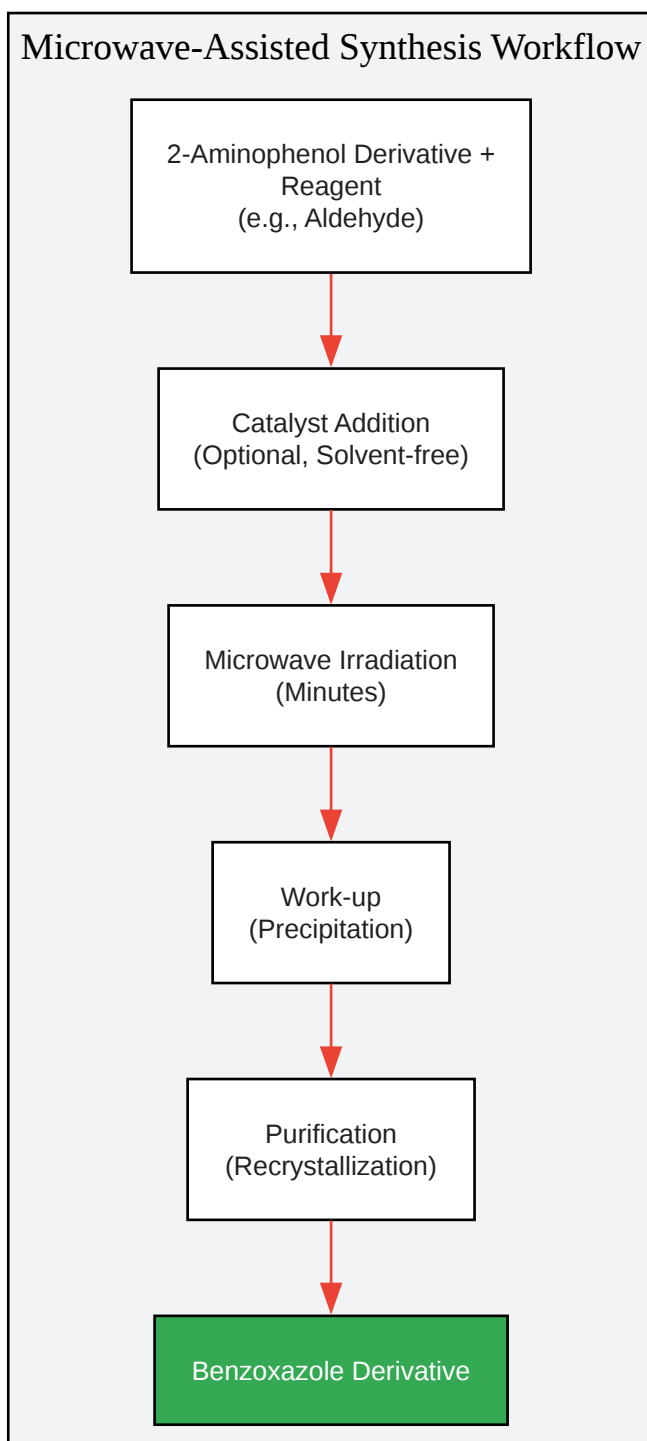 Microwave-Assisted Synthesis Workflow
2-Aminophenol Derivative +
Reagent
(e.g., Aldehyde)
Catalyst Addition
(Optional, Solvent-free)
Microwave Irradiation
(Minutes)
Work-up
(Precipitation)
Purification
(Recrystallization)
Benzoxazole Derivative